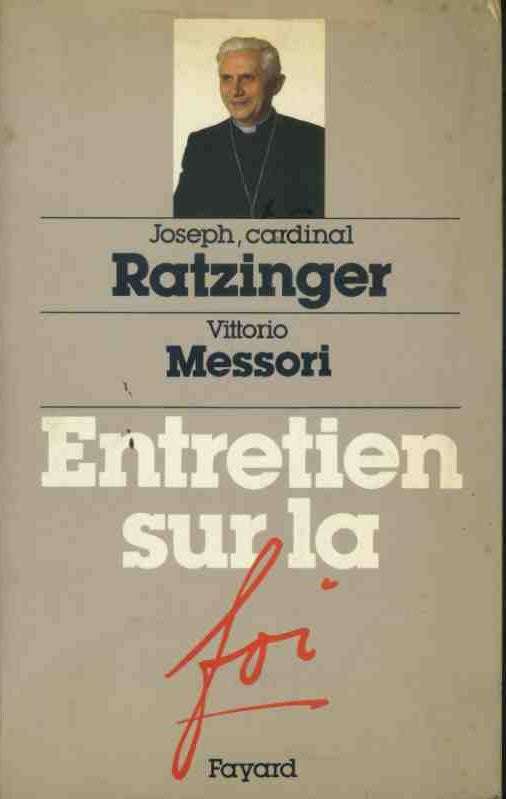 Joseph, cardinal
Ratzinger
Vittorio
Messori
Entretien
sur la
foi
Fayard